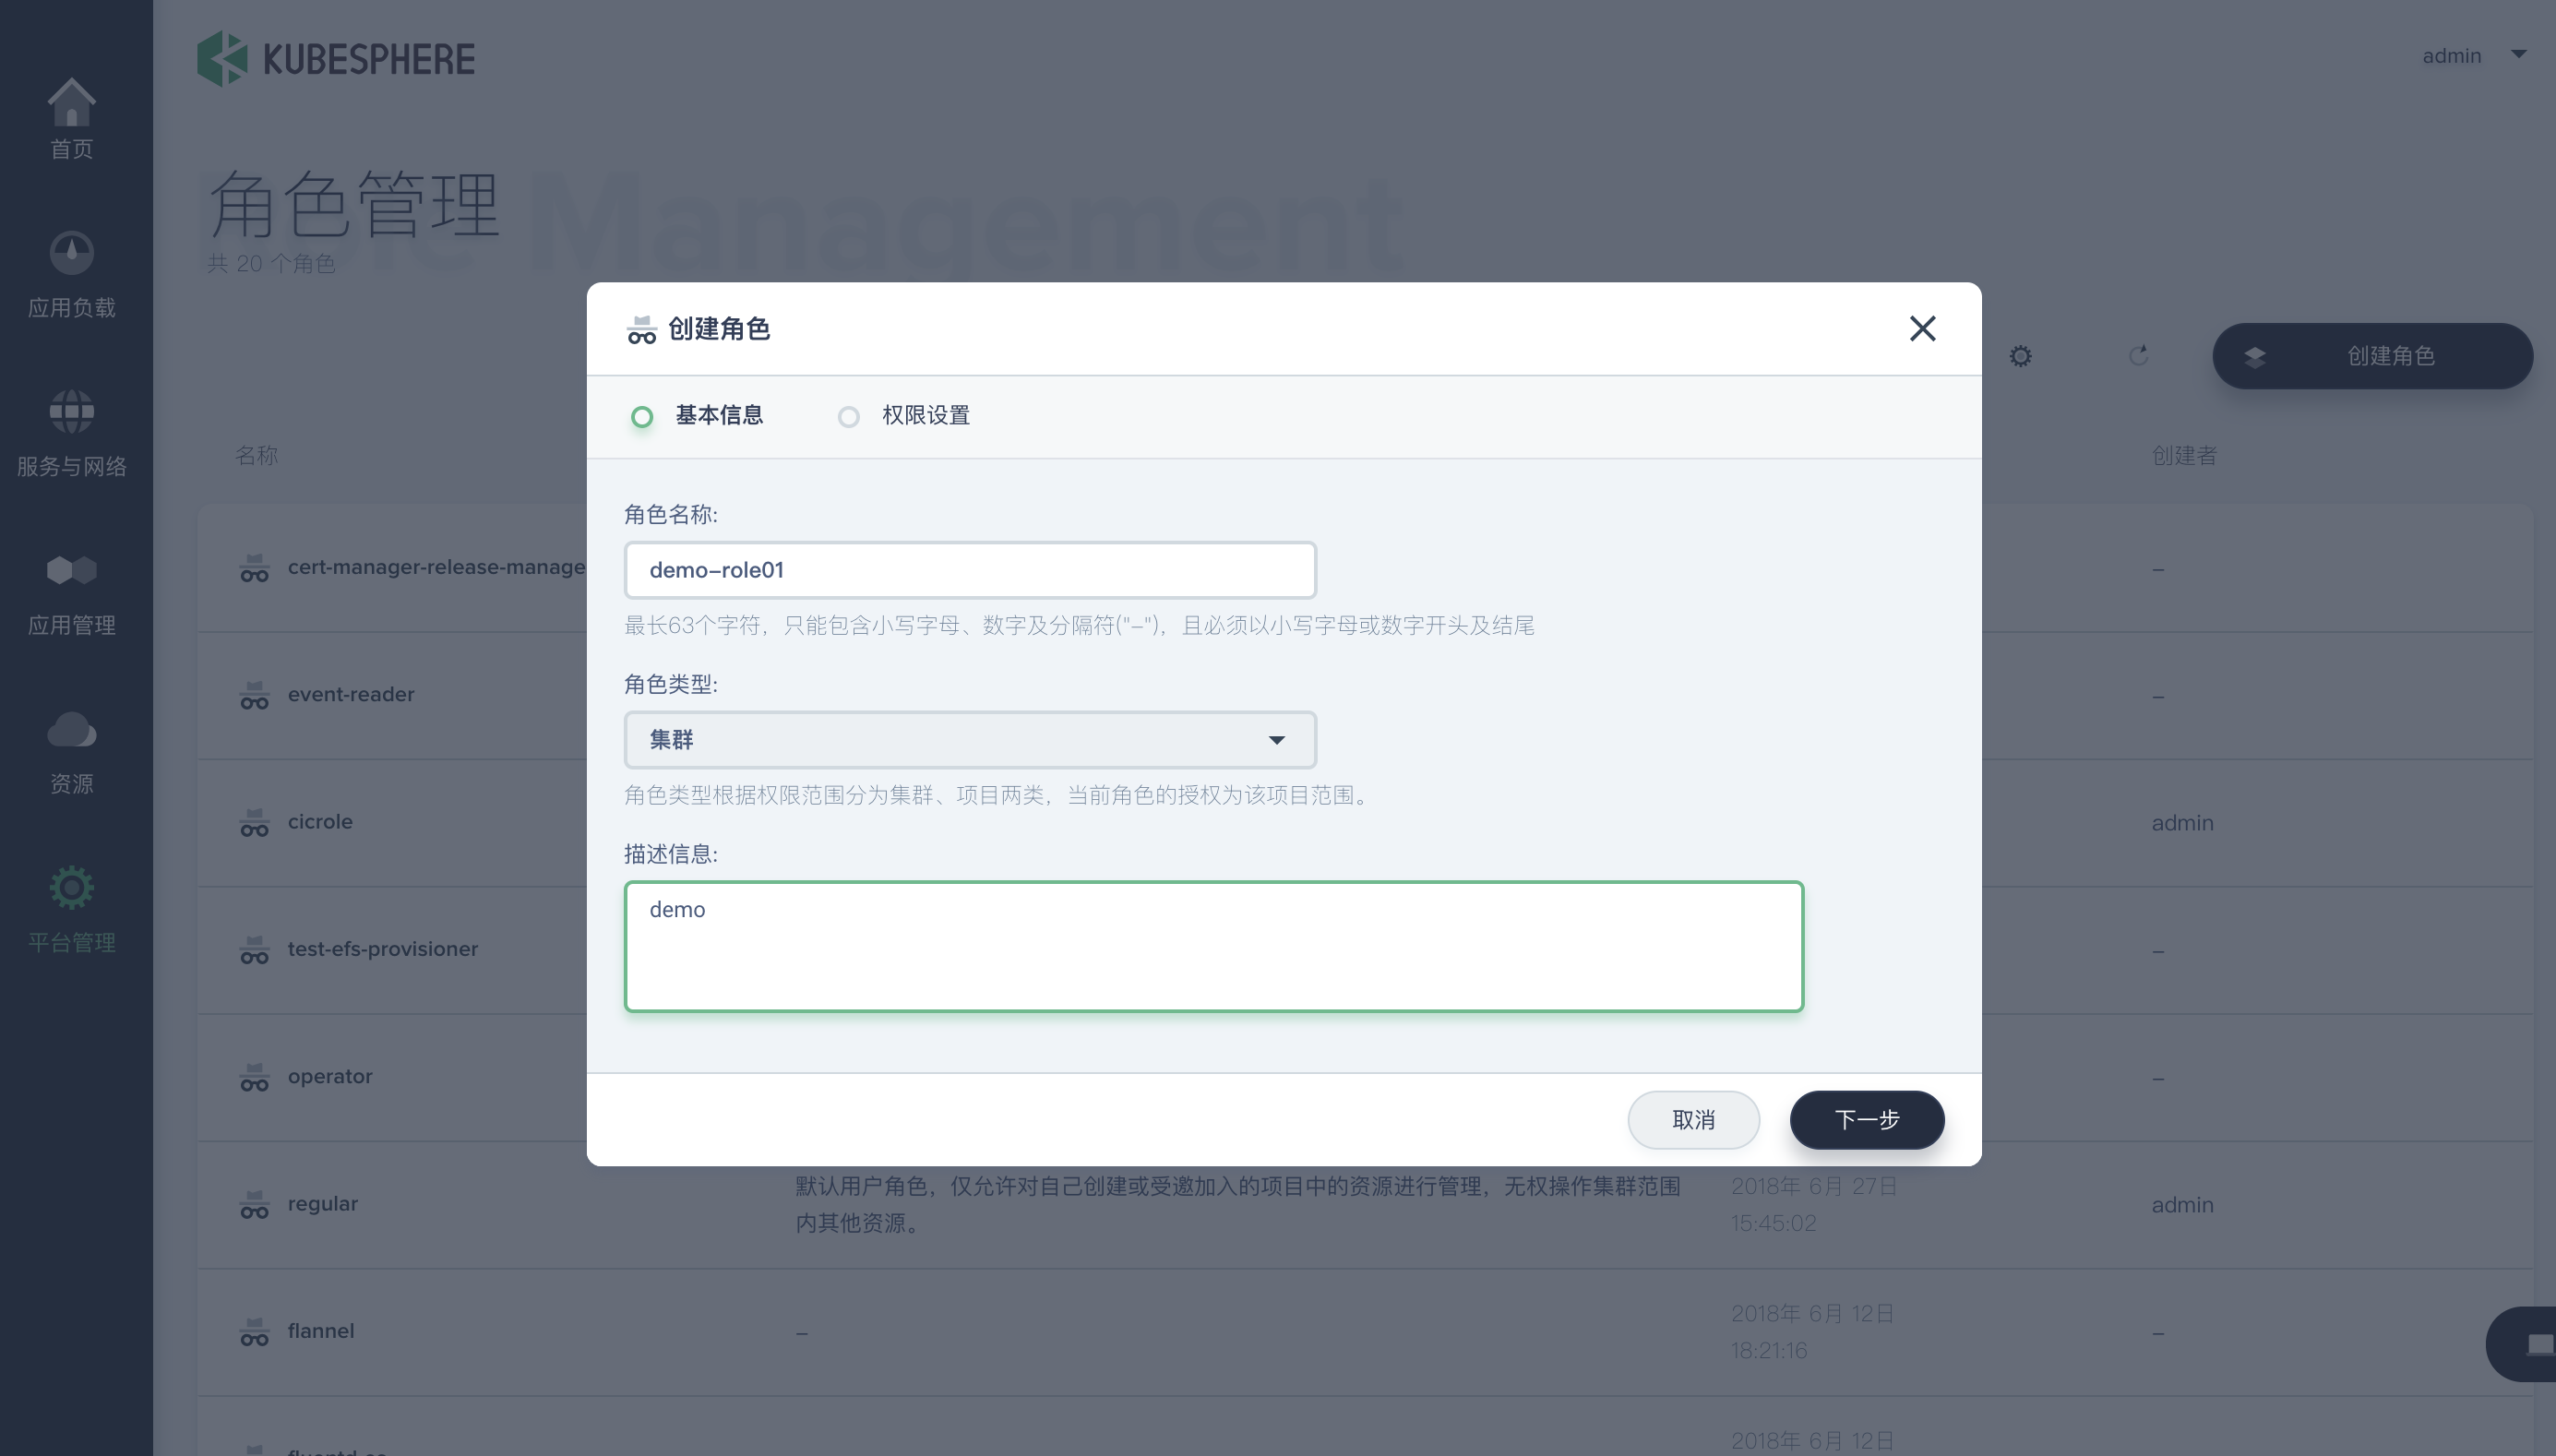 KUBESPHERE
admin
首页
应用负载
服务与网络
应用管理
资源
平台管理
角色管理
Role Management
共 20 个角色
创建角色
名称
创建者
cert-manager-release-manage
–
event-reader
–
cicrole
admin
test-efs-provisioner
–
operator
–
regular
默认用户角色，仅允许对自己创建或受邀加入的项目中的资源进行管理，无权操作集群范围
内其他资源。
2018年 6月 27日
15:45:02
admin
flannel
–
2018年 6月 12日
18:21:16
–
2018年 6月 12日
创建角色
基本信息
权限设置
角色名称:
demo-role01
最长63个字符，只能包含小写字母、数字及分隔符("-")，且必须以小写字母或数字开头及结尾
角色类型:
集群
角色类型根据权限范围分为集群、项目两类，当前角色的授权为该项目范围。
描述信息:
demo
取消
下一步